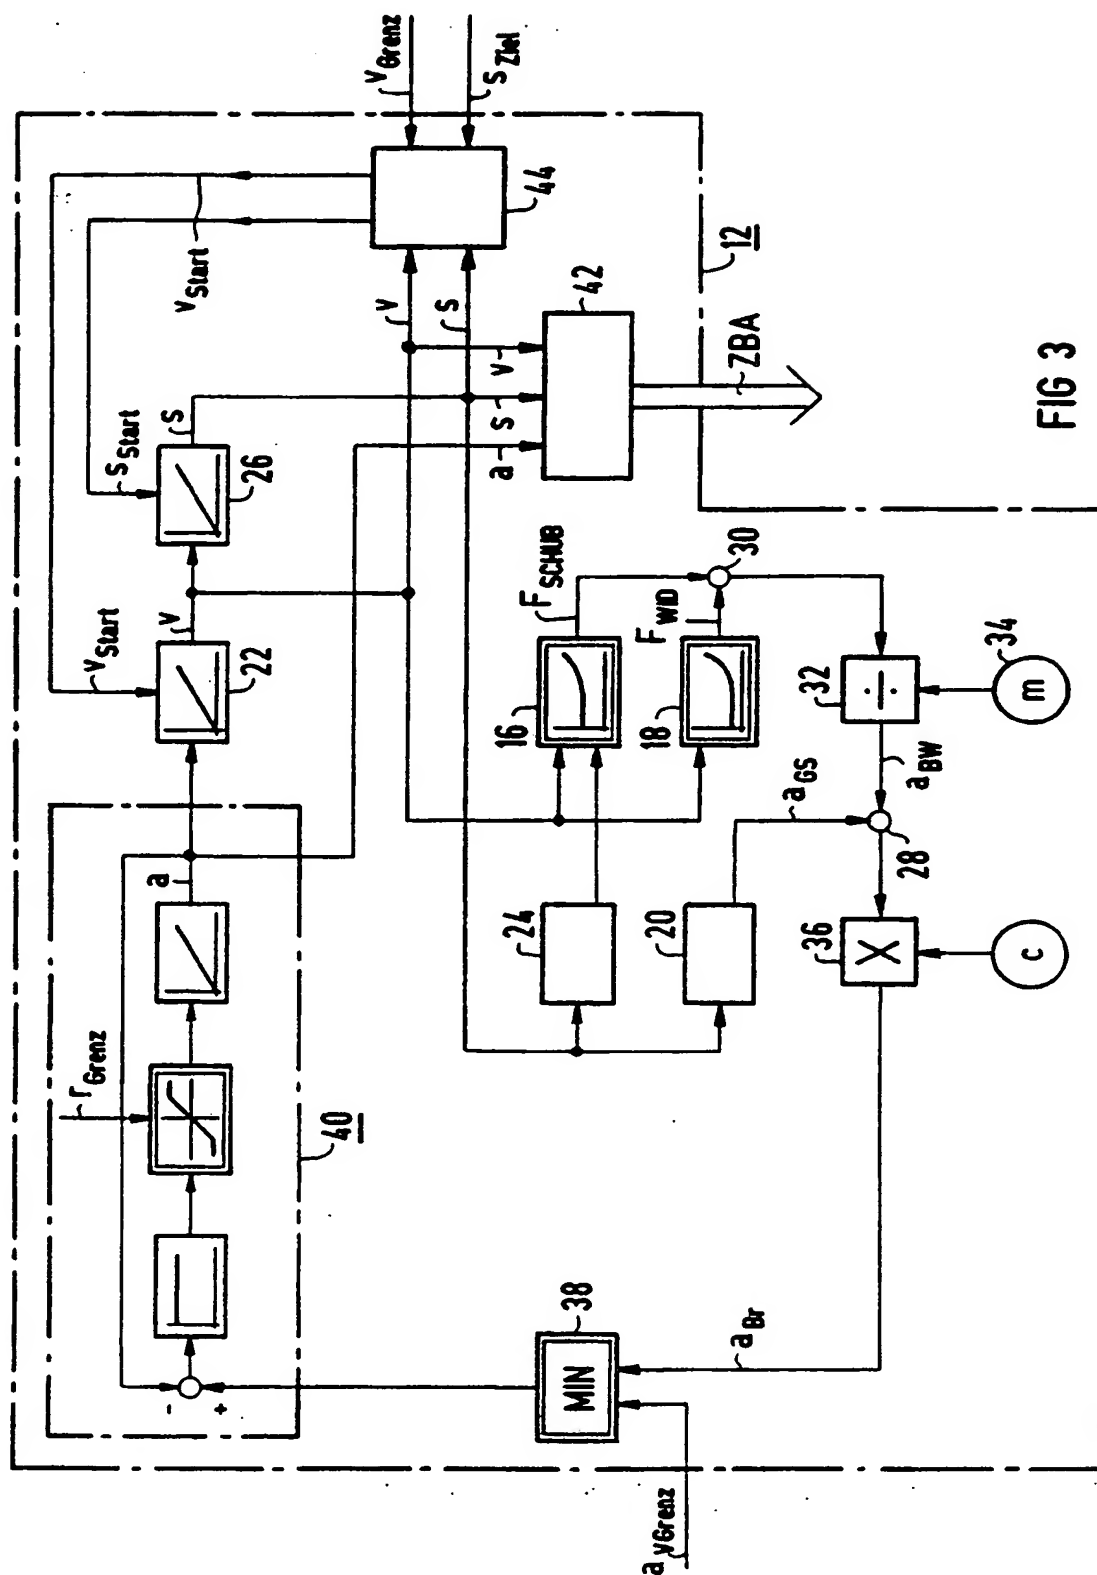 r_Grenz
a
40
-
+
v_Start
v
22
s_Start
s
26
v_Start
v_Grenz
s_Ziel
44
v
s
a
s
v
42
12
ZBA
24
20
16
F_SCHUB
18
F_WID
30
32
m
34
a_BW
a_GS
28
36
c
MIN
38
a_Br
a_VGrenz
FIG 3